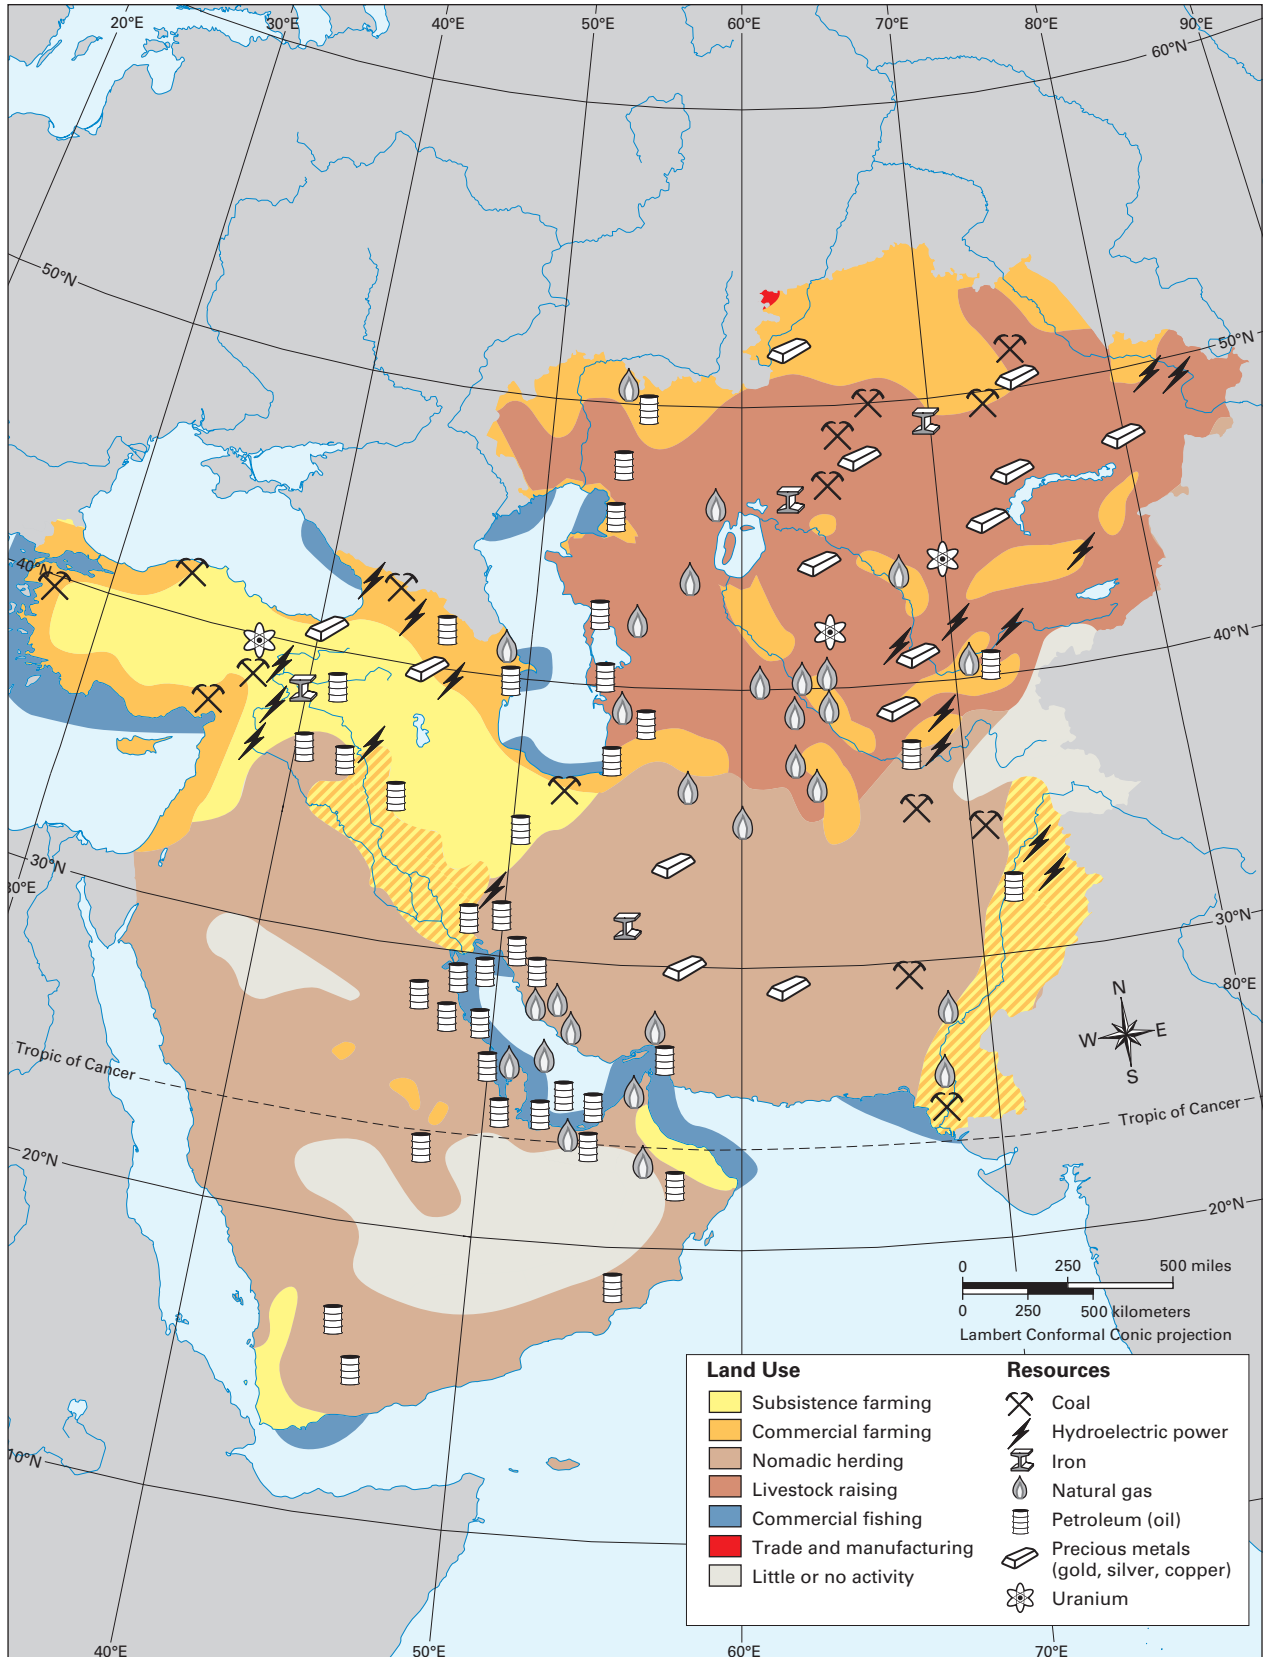 20°E
30°E
40°E
50°E
60°E
70°E
80°E
90°E
60°N
50°N
50°N
40°N
40°N
30°N
30°E
30°N
80°E
N
W
E
S
Tropic of Cancer
Tropic of Cancer
20°N
20°N
0 250 500 miles
0 250 500 kilometers
Lambert Conformal Conic projection
10°N
Land Use
Subsistence farming
Commercial farming
Nomadic herding
Livestock raising
Commercial fishing
Trade and manufacturing
Little or no activity
Resources
Coal
Hydroelectric power
Iron
Natural gas
Petroleum (oil)
Precious metals
(gold, silver, copper)
Uranium
40°E
50°E
60°E
70°E